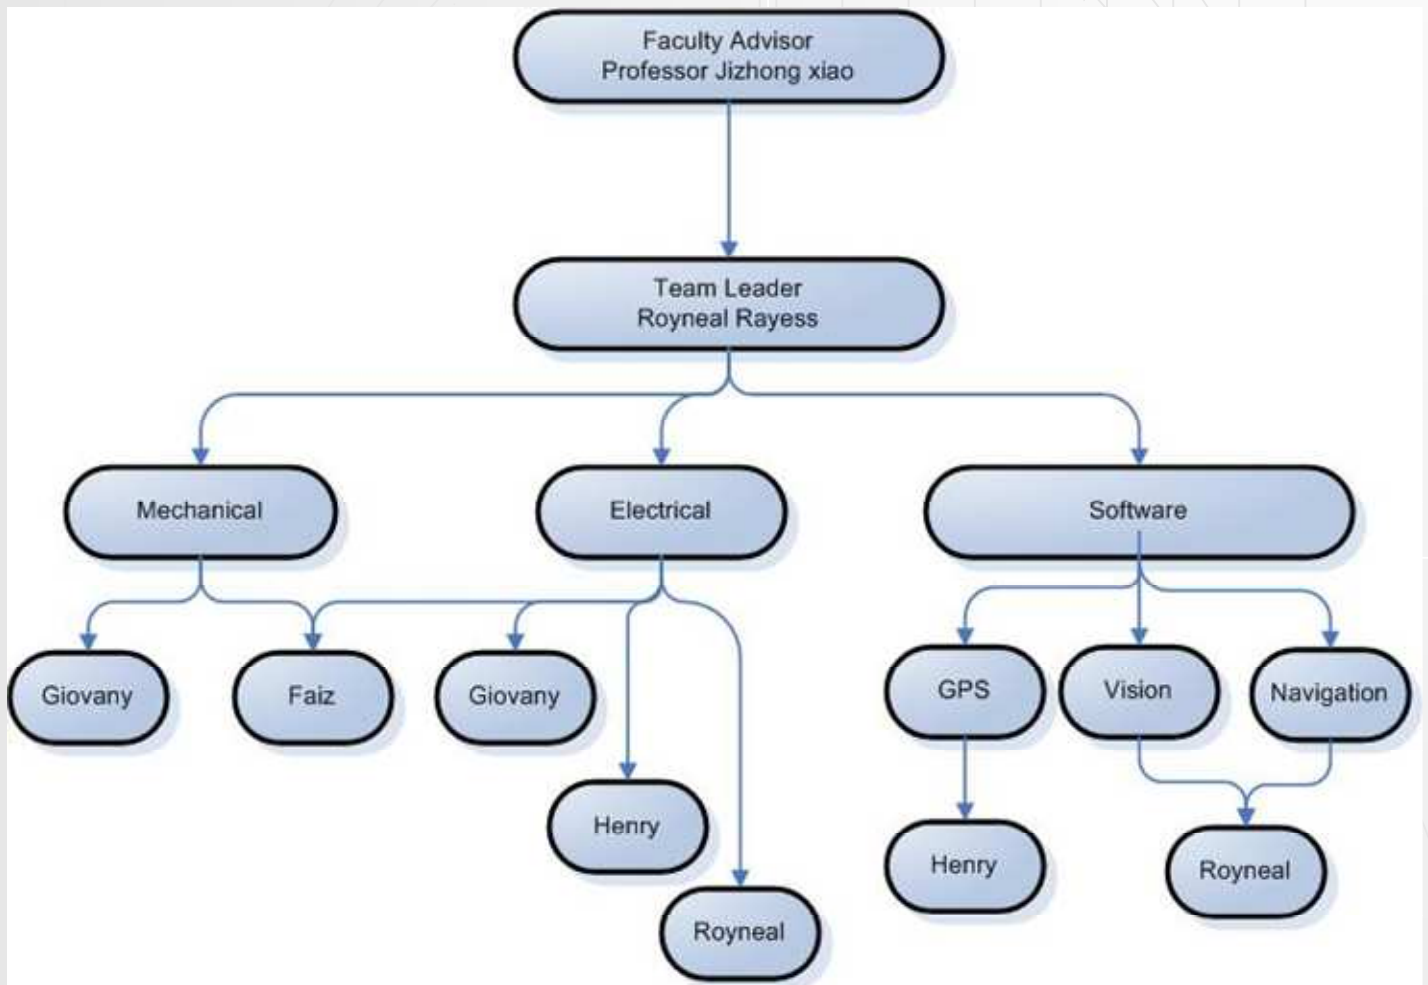 Faculty Advisor
Professor Jizhong xiao
Team Leader
Royneal Rayess
Mechanical
Electrical
Software
Giovany
Faiz
Giovany
GPS
Vision
Navigation
Henry
Henry
Royneal
Royneal